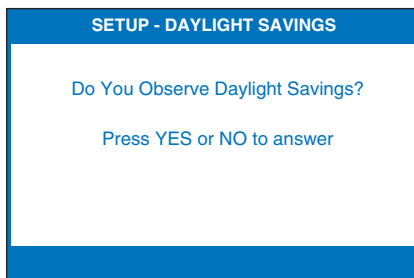 SETUP - DAYLIGHT SAVINGS
Do You Observe Daylight Savings?
Press YES or NO to answer